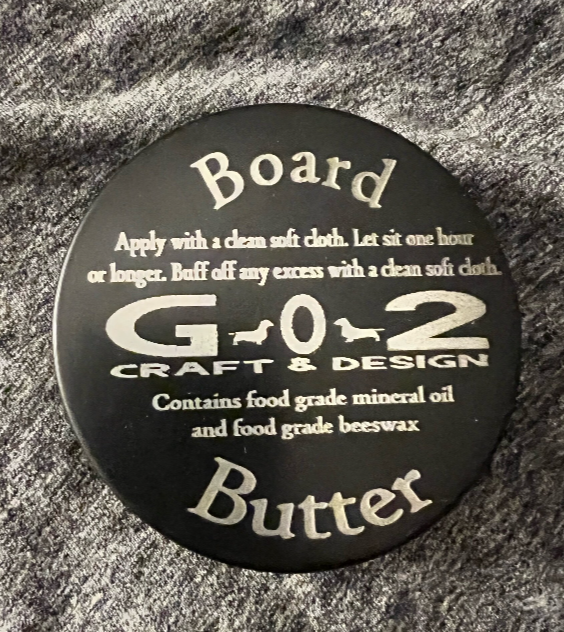 Board
Apply with a clean soft cloth. Let sit one hour
or longer. Buff off any excess with a clean soft cloth.
G-O-2
CRAFT & DESIGN
Contains food grade mineral oil
and food grade beeswax
Butter